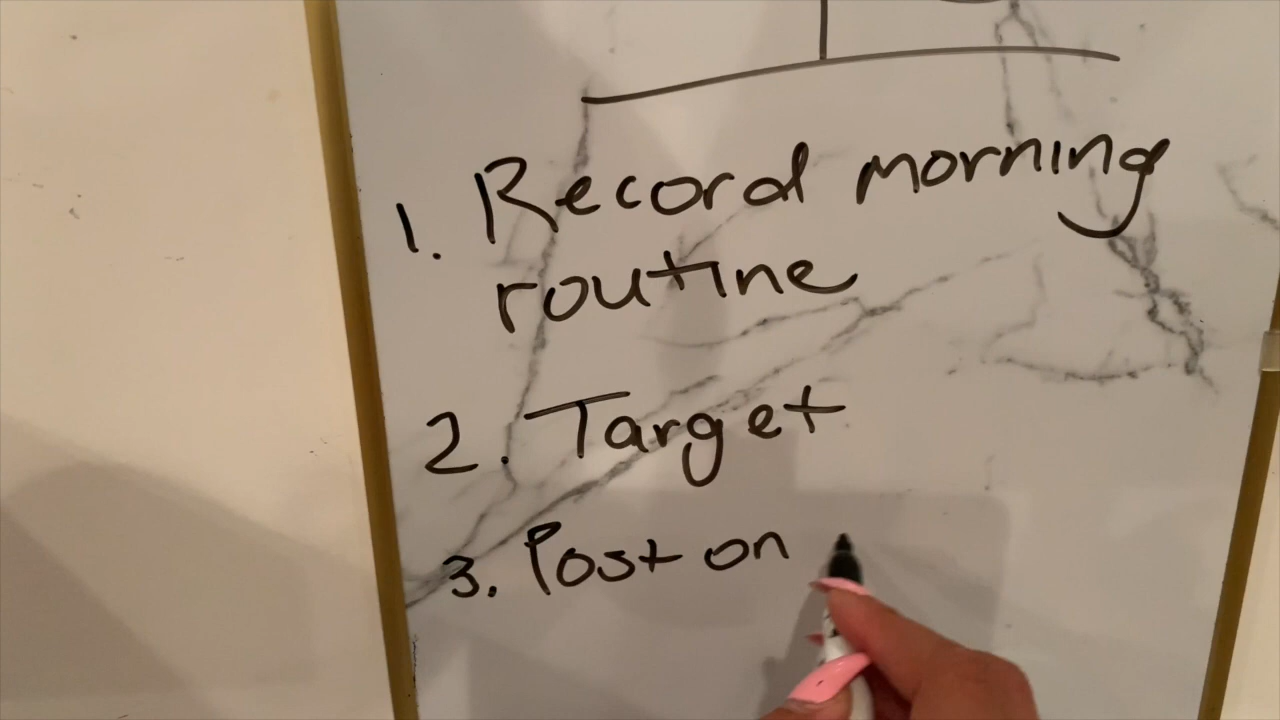 1. Record morning
routine
2. Target
3. Post on